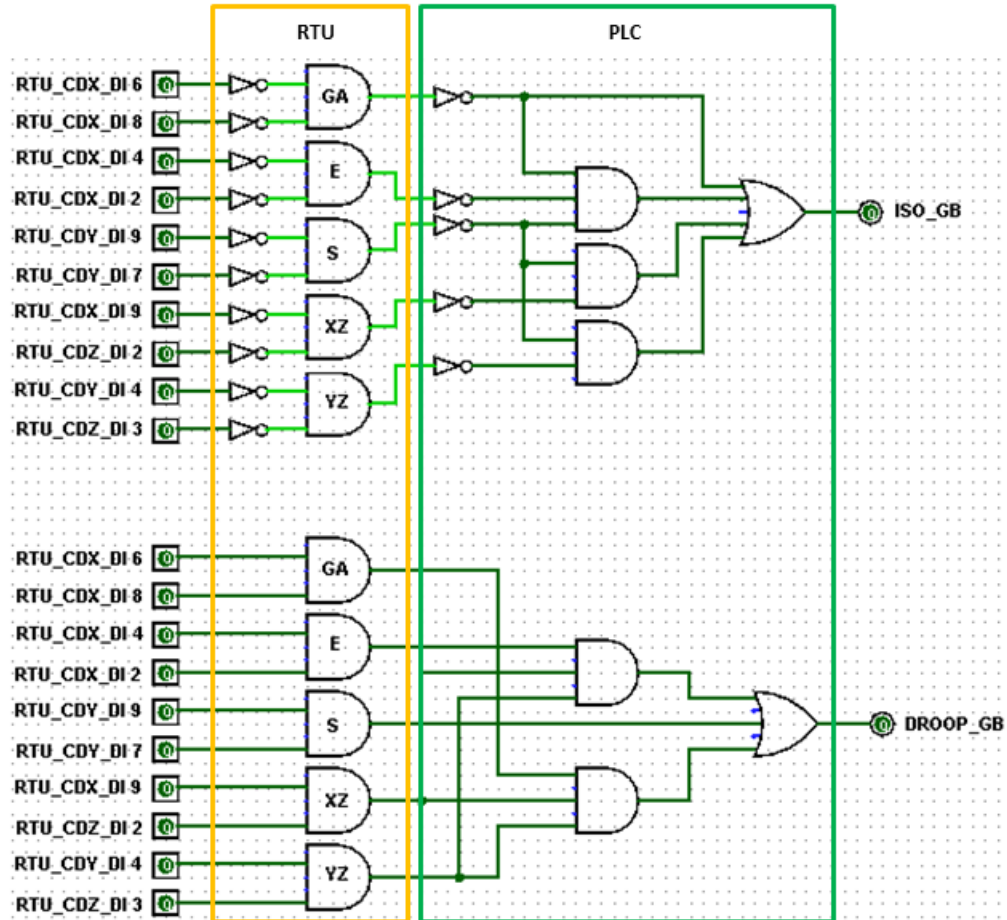 RTU PLC
RTU_CDX_DI 6
GA
RTU_CDX_DI 8
RTU_CDX_DI 4
E
RTU_CDX_DI 2
ISO_GB
RTU_CDY_DI 9
S
RTU_CDY_DI 7
RTU_CDX_DI 9
XZ
RTU_CDZ_DI 2
RTU_CDY_DI 4
YZ
RTU_CDZ_DI 3
RTU_CDX_DI 6
GA
RTU_CDX_DI 8
RTU_CDX_DI 4
E
RTU_CDX_DI 2
RTU_CDY_DI 9
S
DROOP_GB
RTU_CDY_DI 7
RTU_CDX_DI 9
XZ
RTU_CDZ_DI 2
RTU_CDY_DI 4
YZ
RTU_CDZ_DI 3